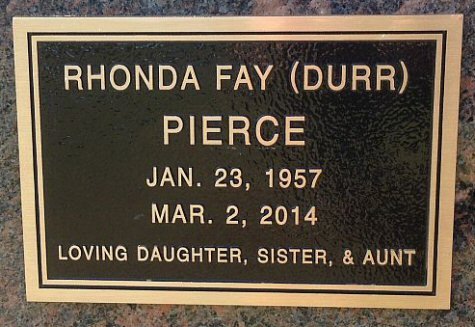 RHONDA FAY (DURR)
PIERCE
JAN. 23, 1957
MAR. 2, 2014
LOVING DAUGHTER, SISTER, & AUNT